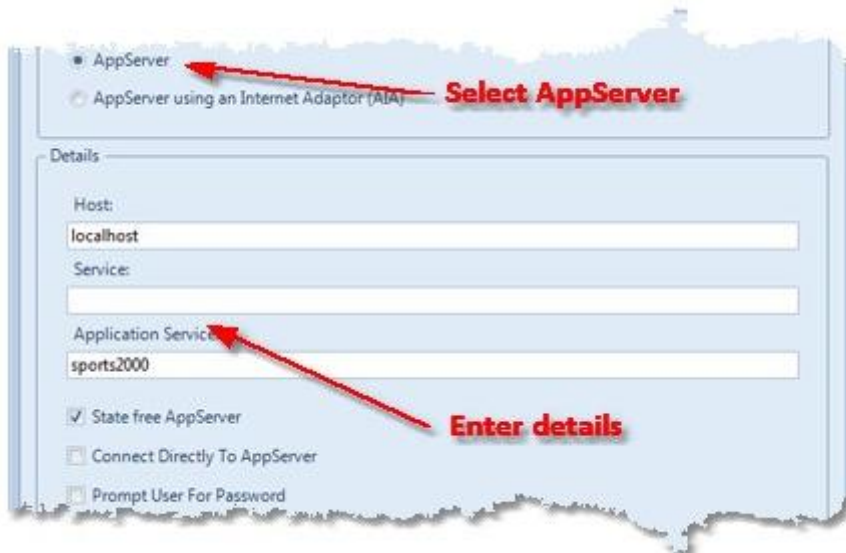 AppServer
AppServer using an Internet Adaptor (AIA)
Select AppServer
Details
Host:
localhost
Service:
Application Service
sports2000
State free AppServer
Enter details
Connect Directly To AppServer
Prompt User For Password